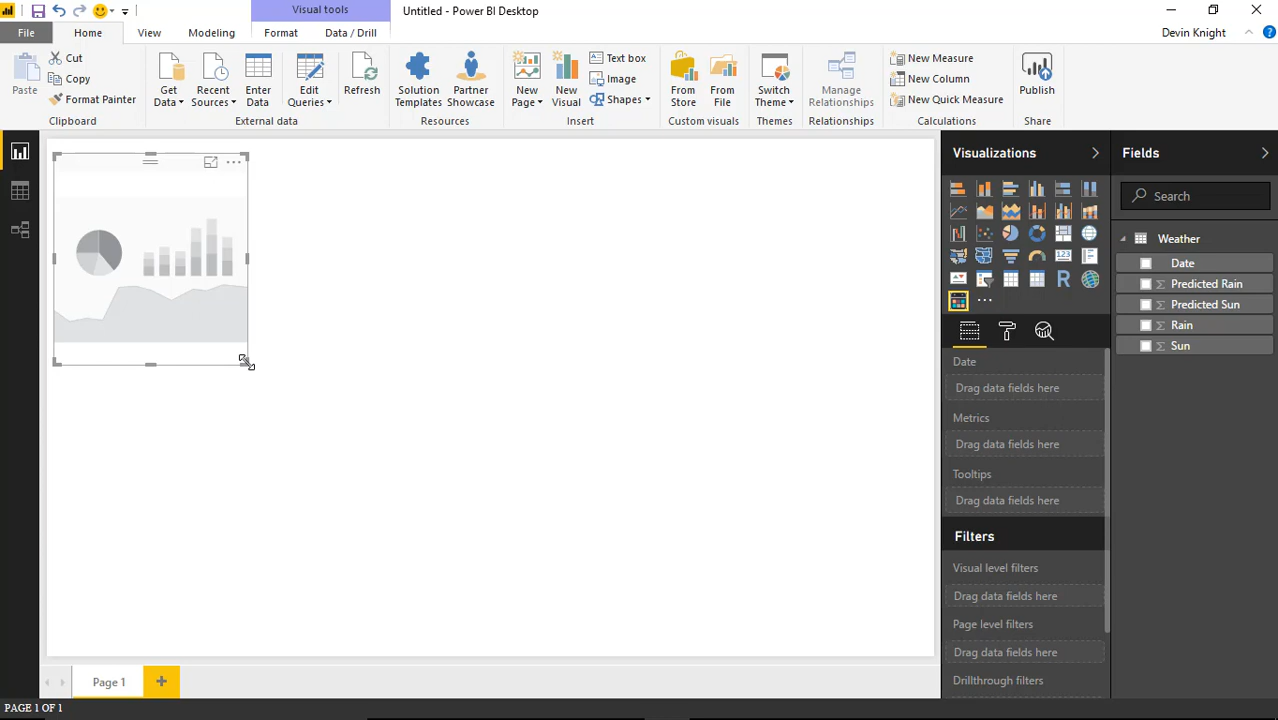 Visual tools
Untitled - Power BI Desktop
File
Home
View
Modeling
Format
Data / Drill
Devin Knight
Paste
Cut
Copy
Format Painter
Clipboard
Get Data
Recent Sources
Enter Data
Edit Queries
Refresh
External data
Solution Templates
Partner Showcase
Resources
New Page
New Visual
Text box
Image
Shapes
Insert
From Store
From File
Custom visuals
Switch Theme
Themes
Manage Relationships
Relationships
New Measure
New Column
New Quick Measure
Calculations
Publish
Share
Visualizations
Fields
Search
Weather
Date
Predicted Rain
Predicted Sun
Rain
Sun
R
123
Date
Drag data fields here
Metrics
Drag data fields here
Tooltips
Drag data fields here
Filters
Visual level filters
Drag data fields here
Page level filters
Drag data fields here
Drillthrough filters
Page 1
PAGE 1 OF 1